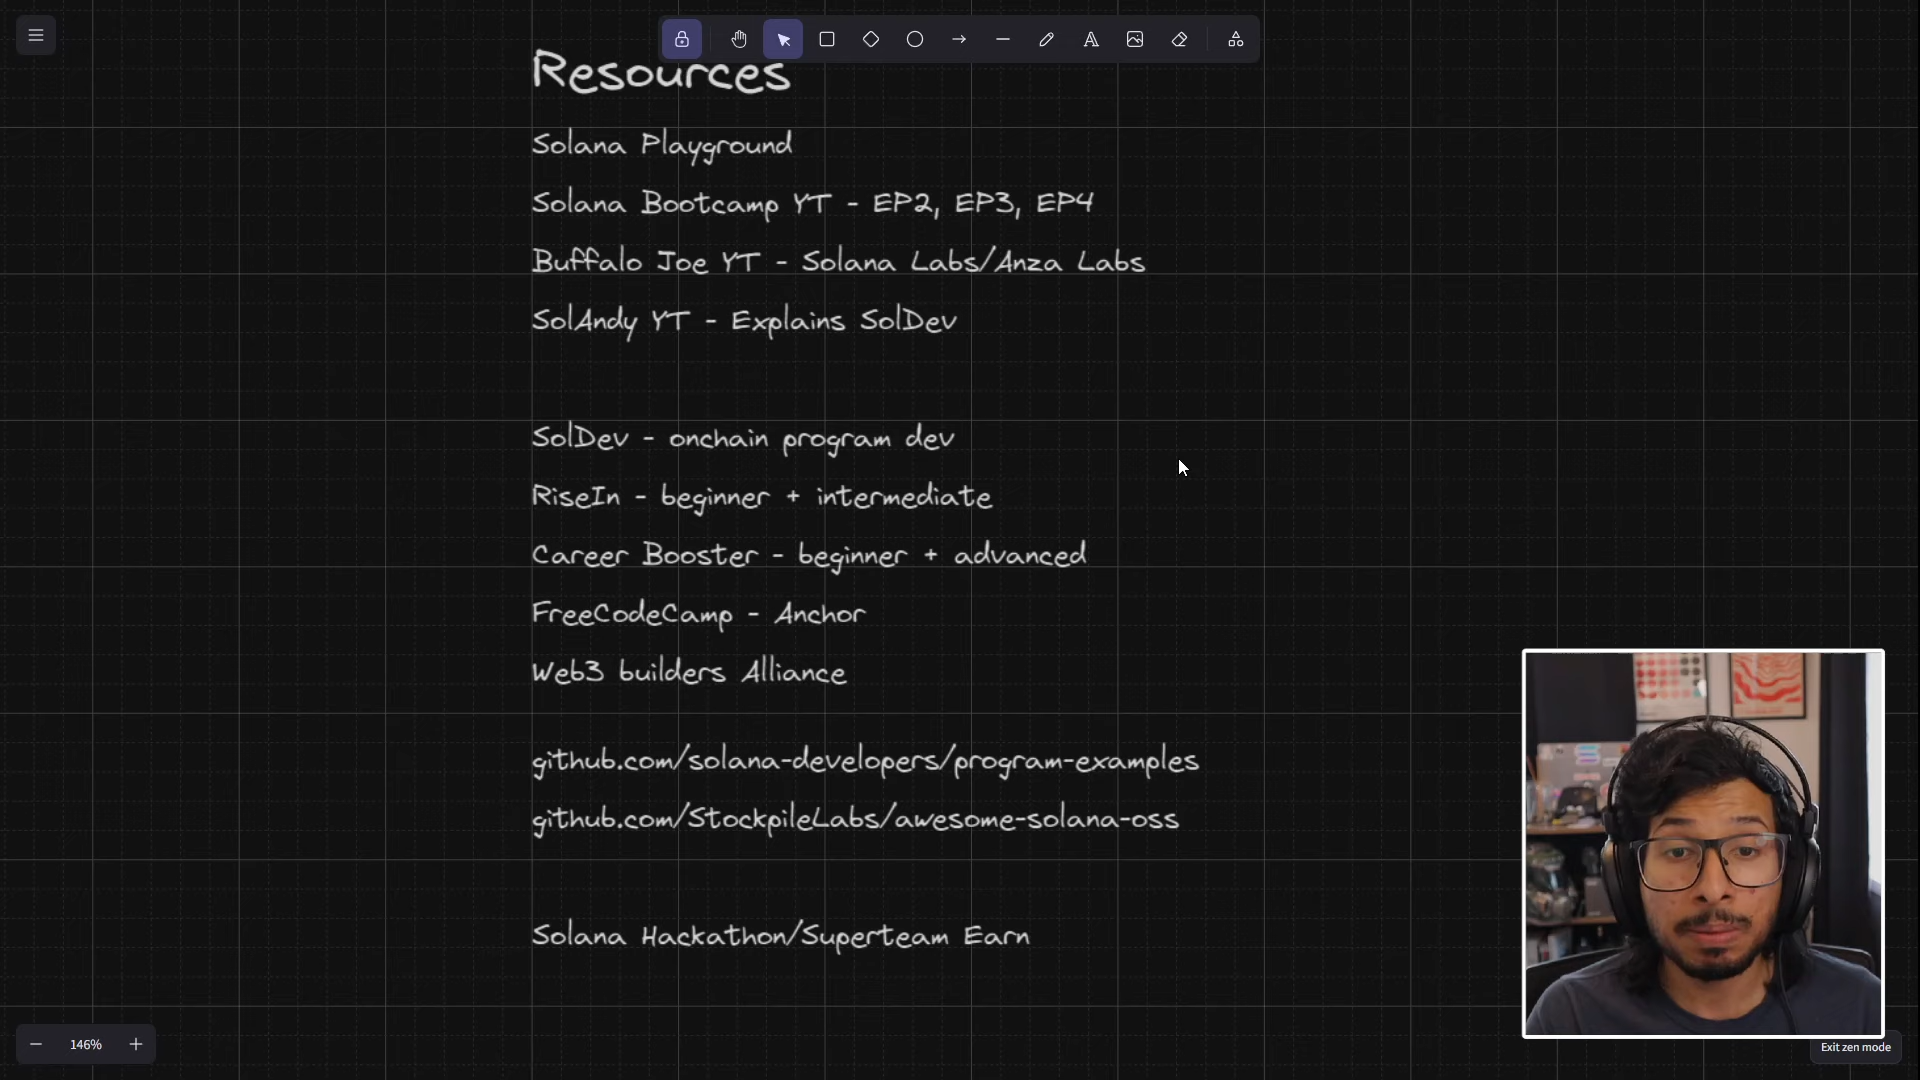 Resources
Solana Playground
Solana Bootcamp YT - EP2, EP3, EP4
Buffalo Joe YT - Solana Labs/Anza Labs
SolAndy YT - Explains SolDev
SolDev - onchain program dev
RiseIn - beginner + intermediate
Career Booster - beginner + advanced
FreeCodeCamp - Anchor
Web3 builders Alliance
github.com/solana-developers/program-examples
github.com/StockpileLabs/awesome-solana-oss
Solana Hackathon/Superteam Earn
146%
Exit zen mode